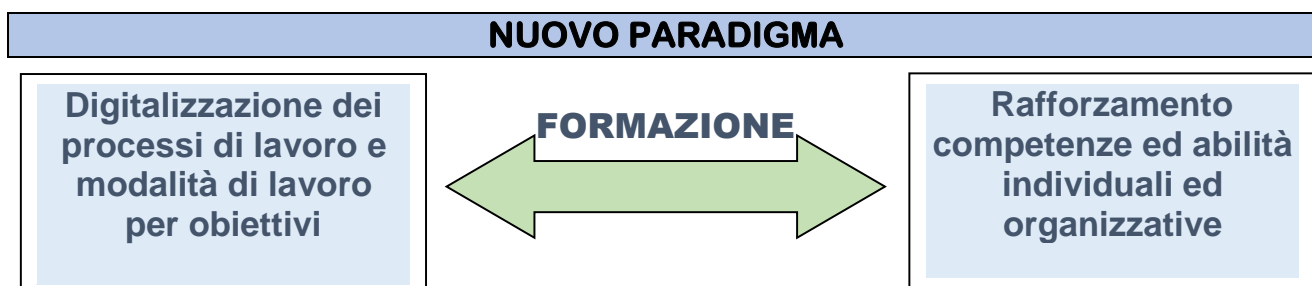 NUOVO PARADIGMA
Digitalizzazione dei
processi di lavoro e
modalità di lavoro
per obiettivi
FORMAZIONE
Rafforzamento
competenze ed abilità
individuali ed
organizzative